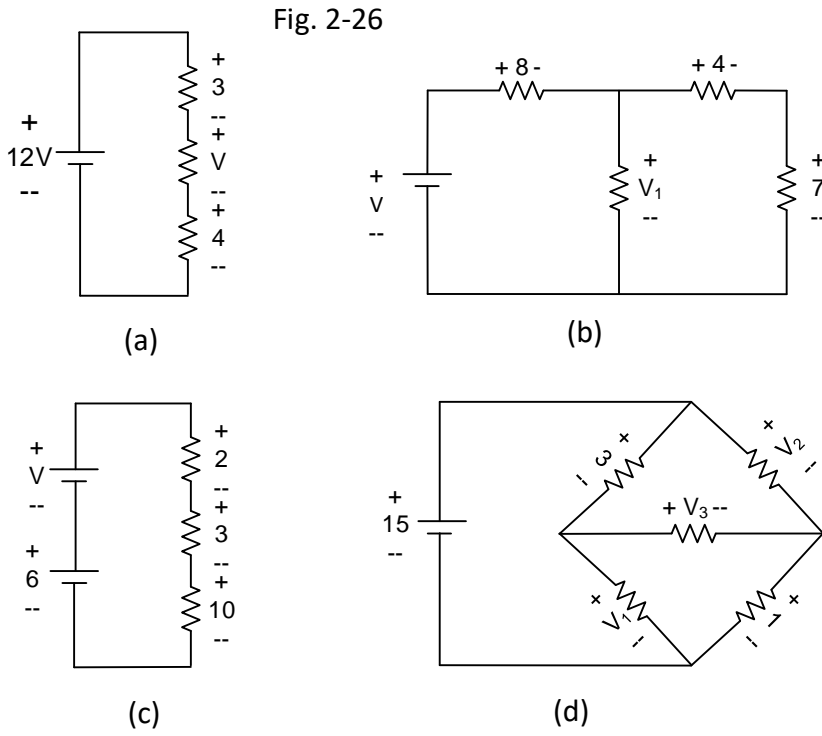 Fig. 2-26
+
3
--
+
V
--
+
4
--
+
12V
--
(a)
+ 8 -
+ 4 -
+
V
--
+
V₁
--
+
7
--
(b)
+
V
--
+
6
--
+
2
--
+
3
--
+
10
--
(c)
+
15
--
+ 3 --
+ V₂ --
+ V₃ --
+ V₁ --
+ 1 --
(d)